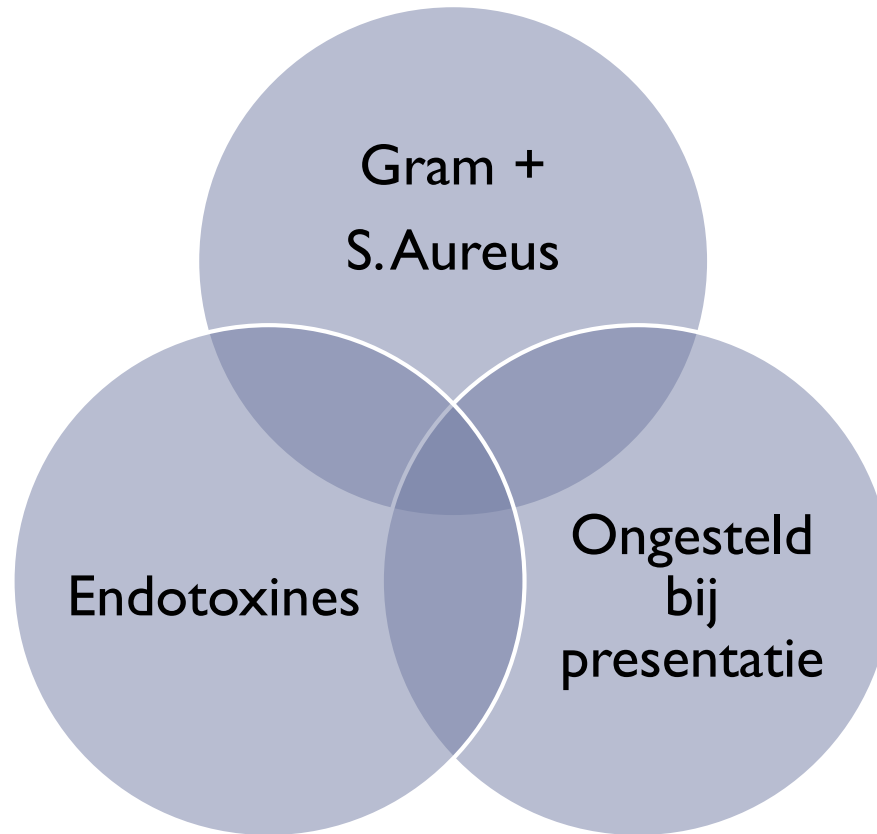 Gram +
S. Aureus
Endotoxines
Ongesteld
bij
presentatie